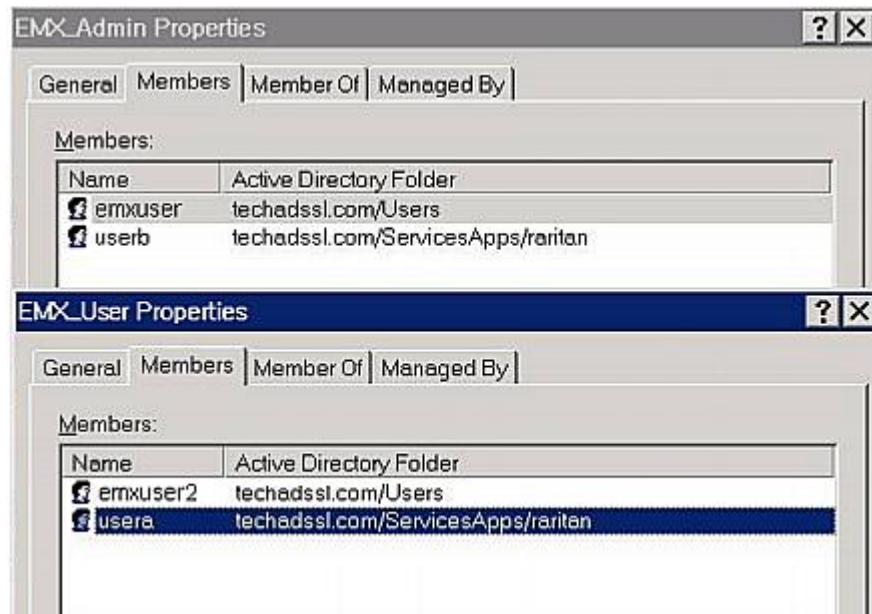 EMX_Admin Properties
? X
General Members Member Of Managed By
Members:
Name Active Directory Folder
emxuser techadssl.com/Users
userb techadssl.com/ServicesApps/raritan
EMX_User Properties
? X
General Members Member Of Managed By
Members:
Name Active Directory Folder
emxuser2 techadssl.com/Users
usera techadssl.com/ServicesApps/raritan